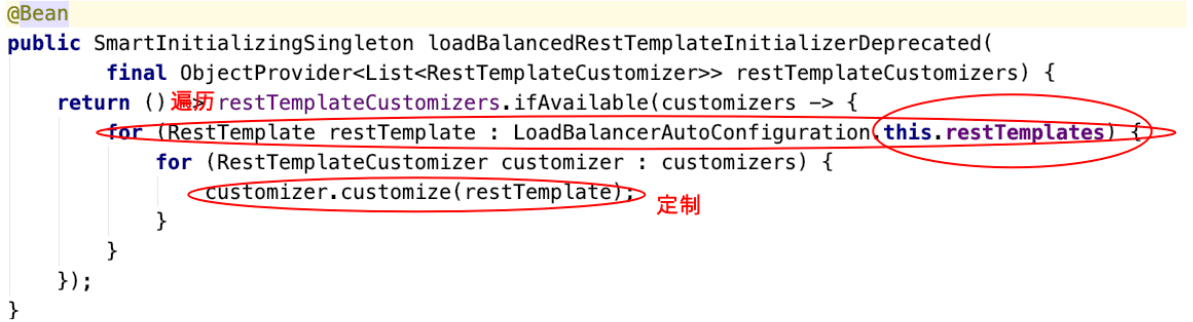 @Bean
public SmartInitializingSingleton loadBalancedRestTemplateInitializerDeprecated(
final ObjectProvider<List<RestTemplateCustomizer>> restTemplateCustomizers) {
return () 遍历 restTemplateCustomizers.ifAvailable(customizers -> {
for (RestTemplate restTemplate : LoadBalancerAutoConfiguration.this.restTemplates) {
for (RestTemplateCustomizer customizer : customizers) {
customizer.customize(restTemplate);
定制
}
}
});
}